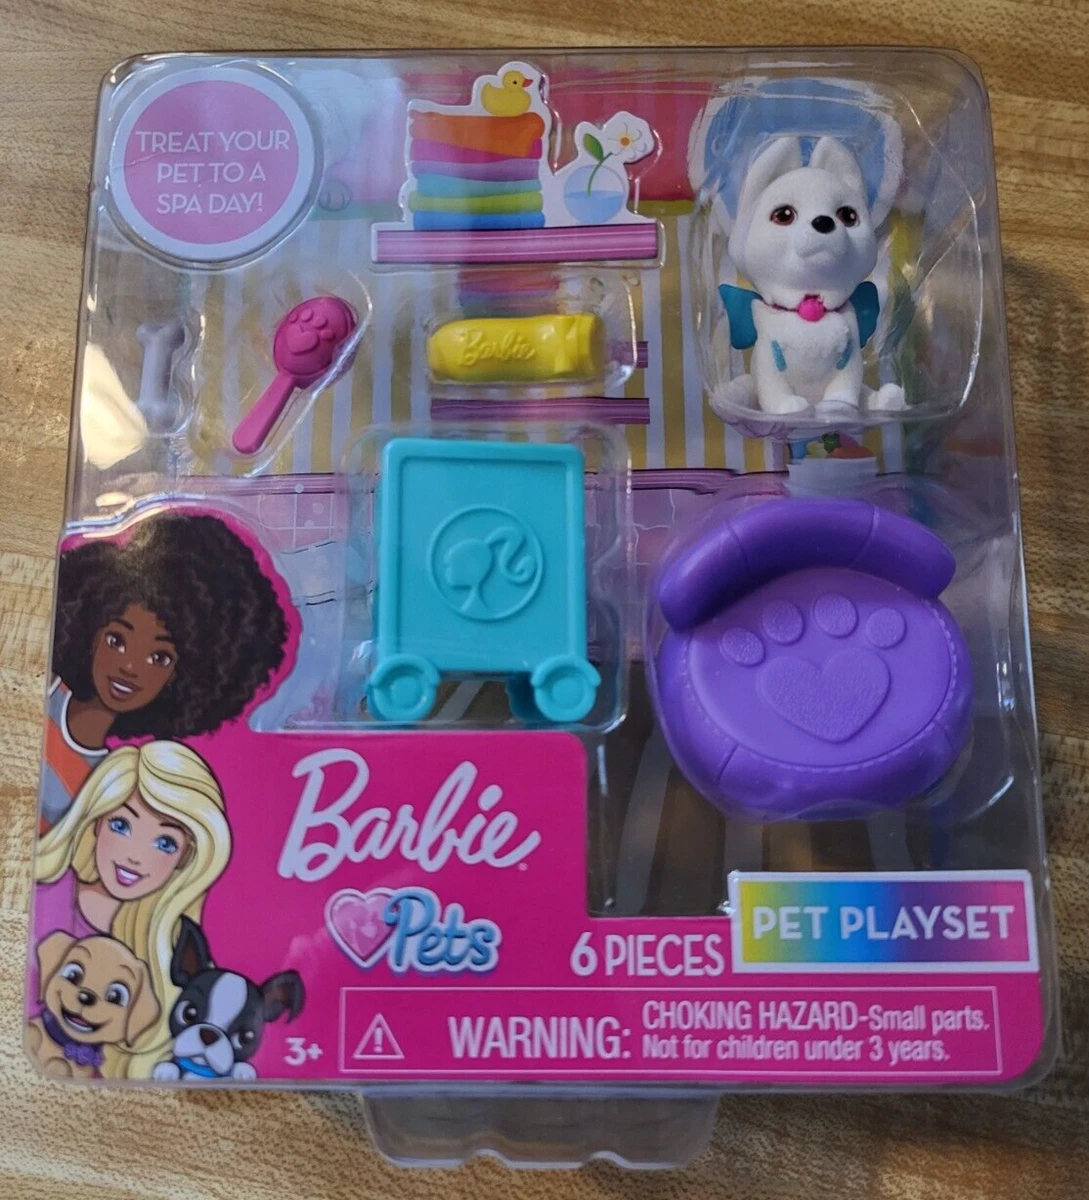 TREAT YOUR
PET TO A
SPA DAY!
Barbie
Barbie
Pets
6 PIECES
PET PLAYSET
3+
WARNING:
CHOKING HAZARD-Small parts.
Not for children under 3 years.